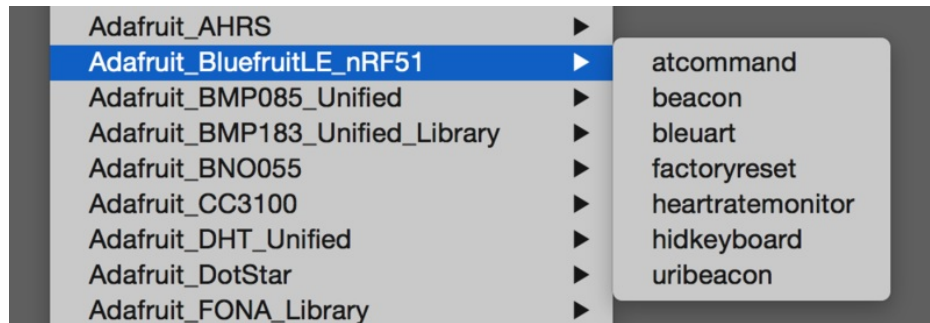 Adafruit_AHRS
Adafruit_BluefruitLE_nRF51
Adafruit_BMP085_Unified
Adafruit_BMP183_Unified_Library
Adafruit_BNO055
Adafruit_CC3100
Adafruit_DHT_Unified
Adafruit_DotStar
Adafruit_FONA_Library
atcommand
beacon
bleuart
factoryreset
heartratemonitor
hidkeyboard
uribeacon